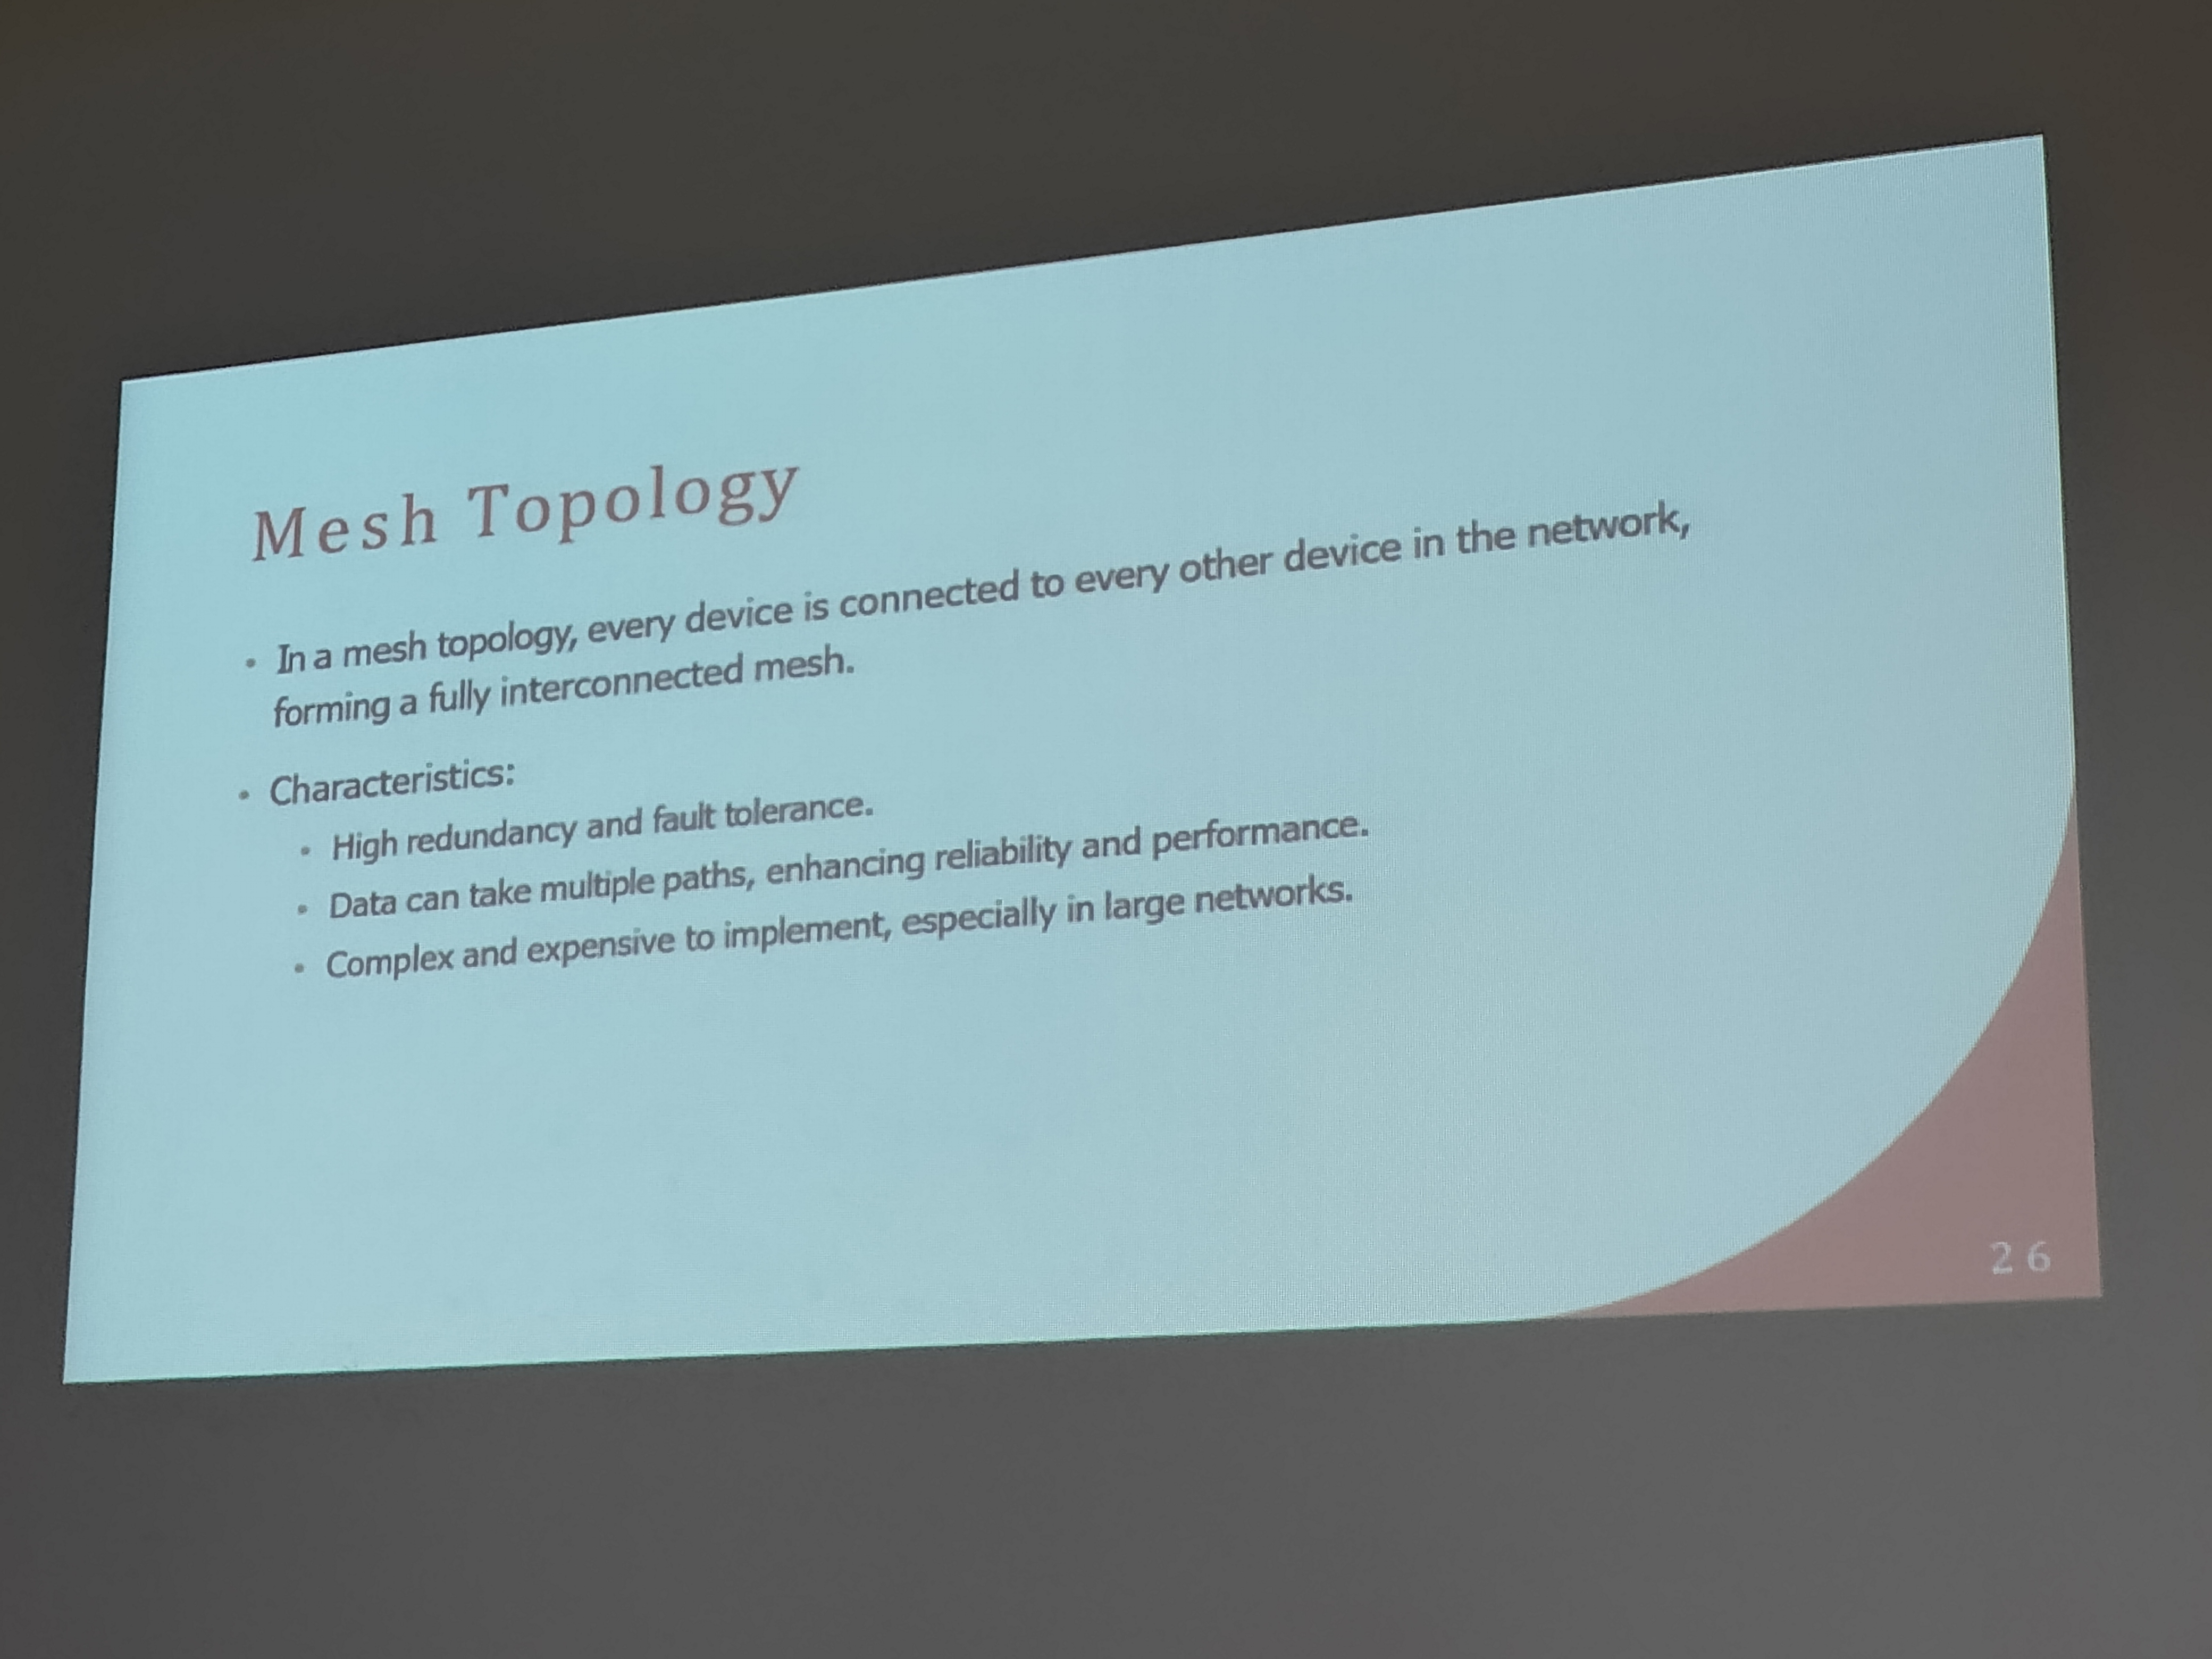 Mesh Topology
• In a mesh topology, every device is connected to every other device in the network,
forming a fully interconnected mesh.
• Characteristics:
• High redundancy and fault tolerance.
• Data can take multiple paths, enhancing reliability and performance.
• Complex and expensive to implement, especially in large networks.
26